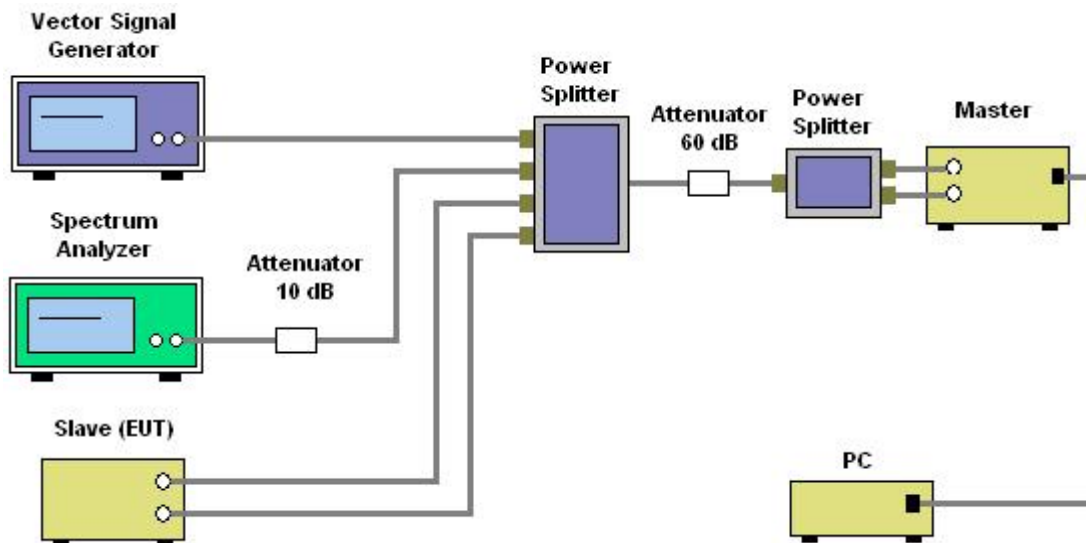 Vector Signal
Generator
Power
Splitter
Attenuator
60 dB
Power
Splitter
Master
Spectrum
Analyzer
Attenuator
10 dB
Slave (EUT)
PC